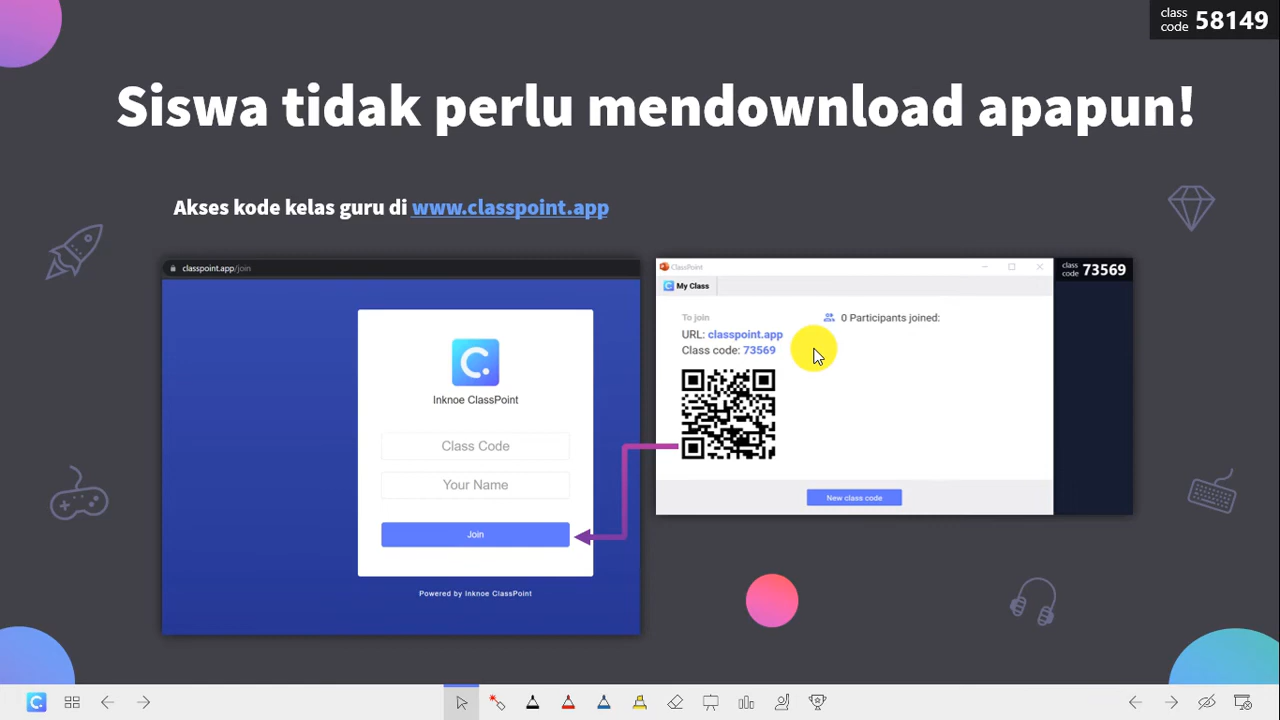 class
code 58149
Siswa tidak perlu mendownload apapun!
Akses kode kelas guru di www.classpoint.app
classpoint.app/join
C.
Inknoe ClassPoint
Class Code
Your Name
Join
Powered by Inknoe ClassPoint
ClassPoint
My Class
To join
URL: classpoint.app
Class code: 73569
0 Participants joined:
New class code
class
code 73569